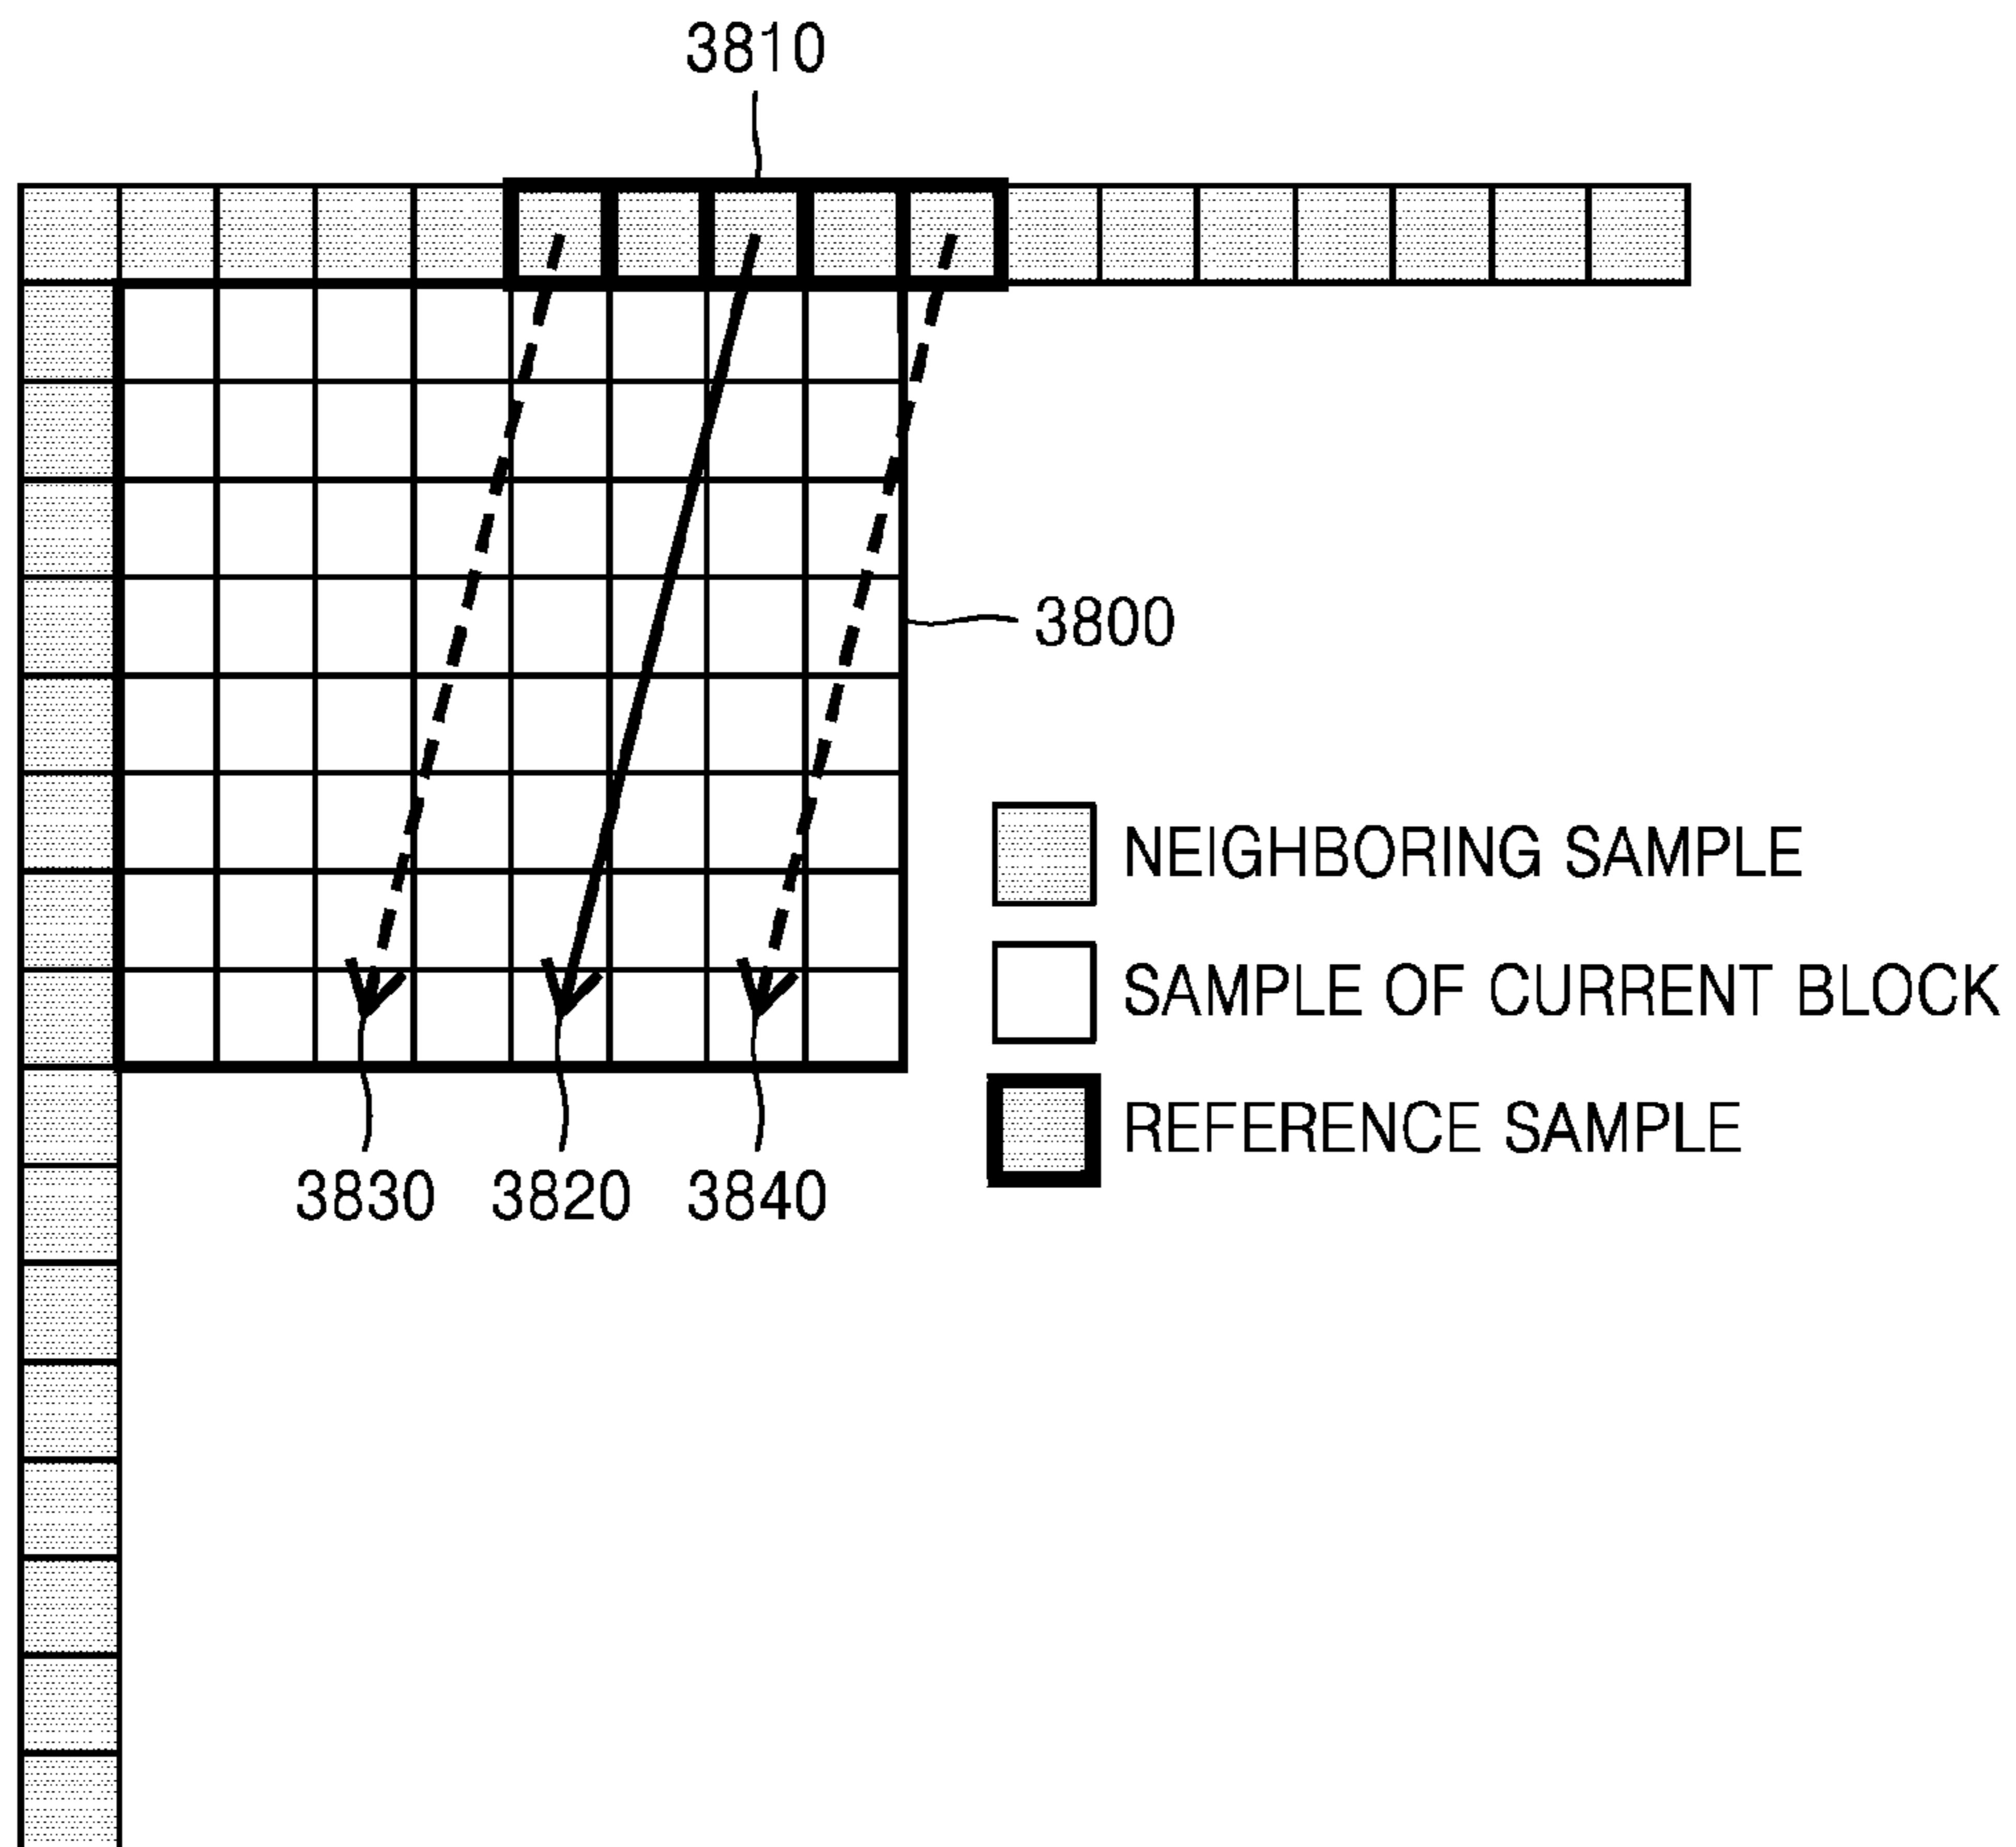 3810
3800
NEIGHBORING SAMPLE
SAMPLE OF CURRENT BLOCK
REFERENCE SAMPLE
3830 3820 3840